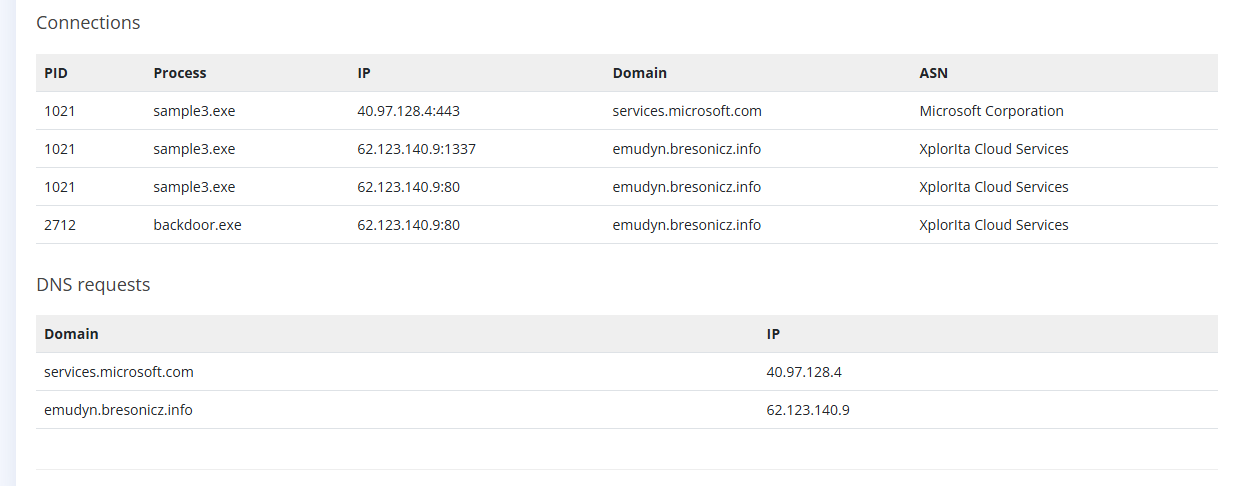 Connections
PID Process IP Domain ASN
1021 sample3.exe 40.97.128.4:443 services.microsoft.com Microsoft Corporation
1021 sample3.exe 62.123.140.9:1337 emudyn.bresonicz.info XplorIta Cloud Services
1021 sample3.exe 62.123.140.9:80 emudyn.bresonicz.info XplorIta Cloud Services
2712 backdoor.exe 62.123.140.9:80 emudyn.bresonicz.info XplorIta Cloud Services
DNS requests
Domain IP
services.microsoft.com 40.97.128.4
emudyn.bresonicz.info 62.123.140.9